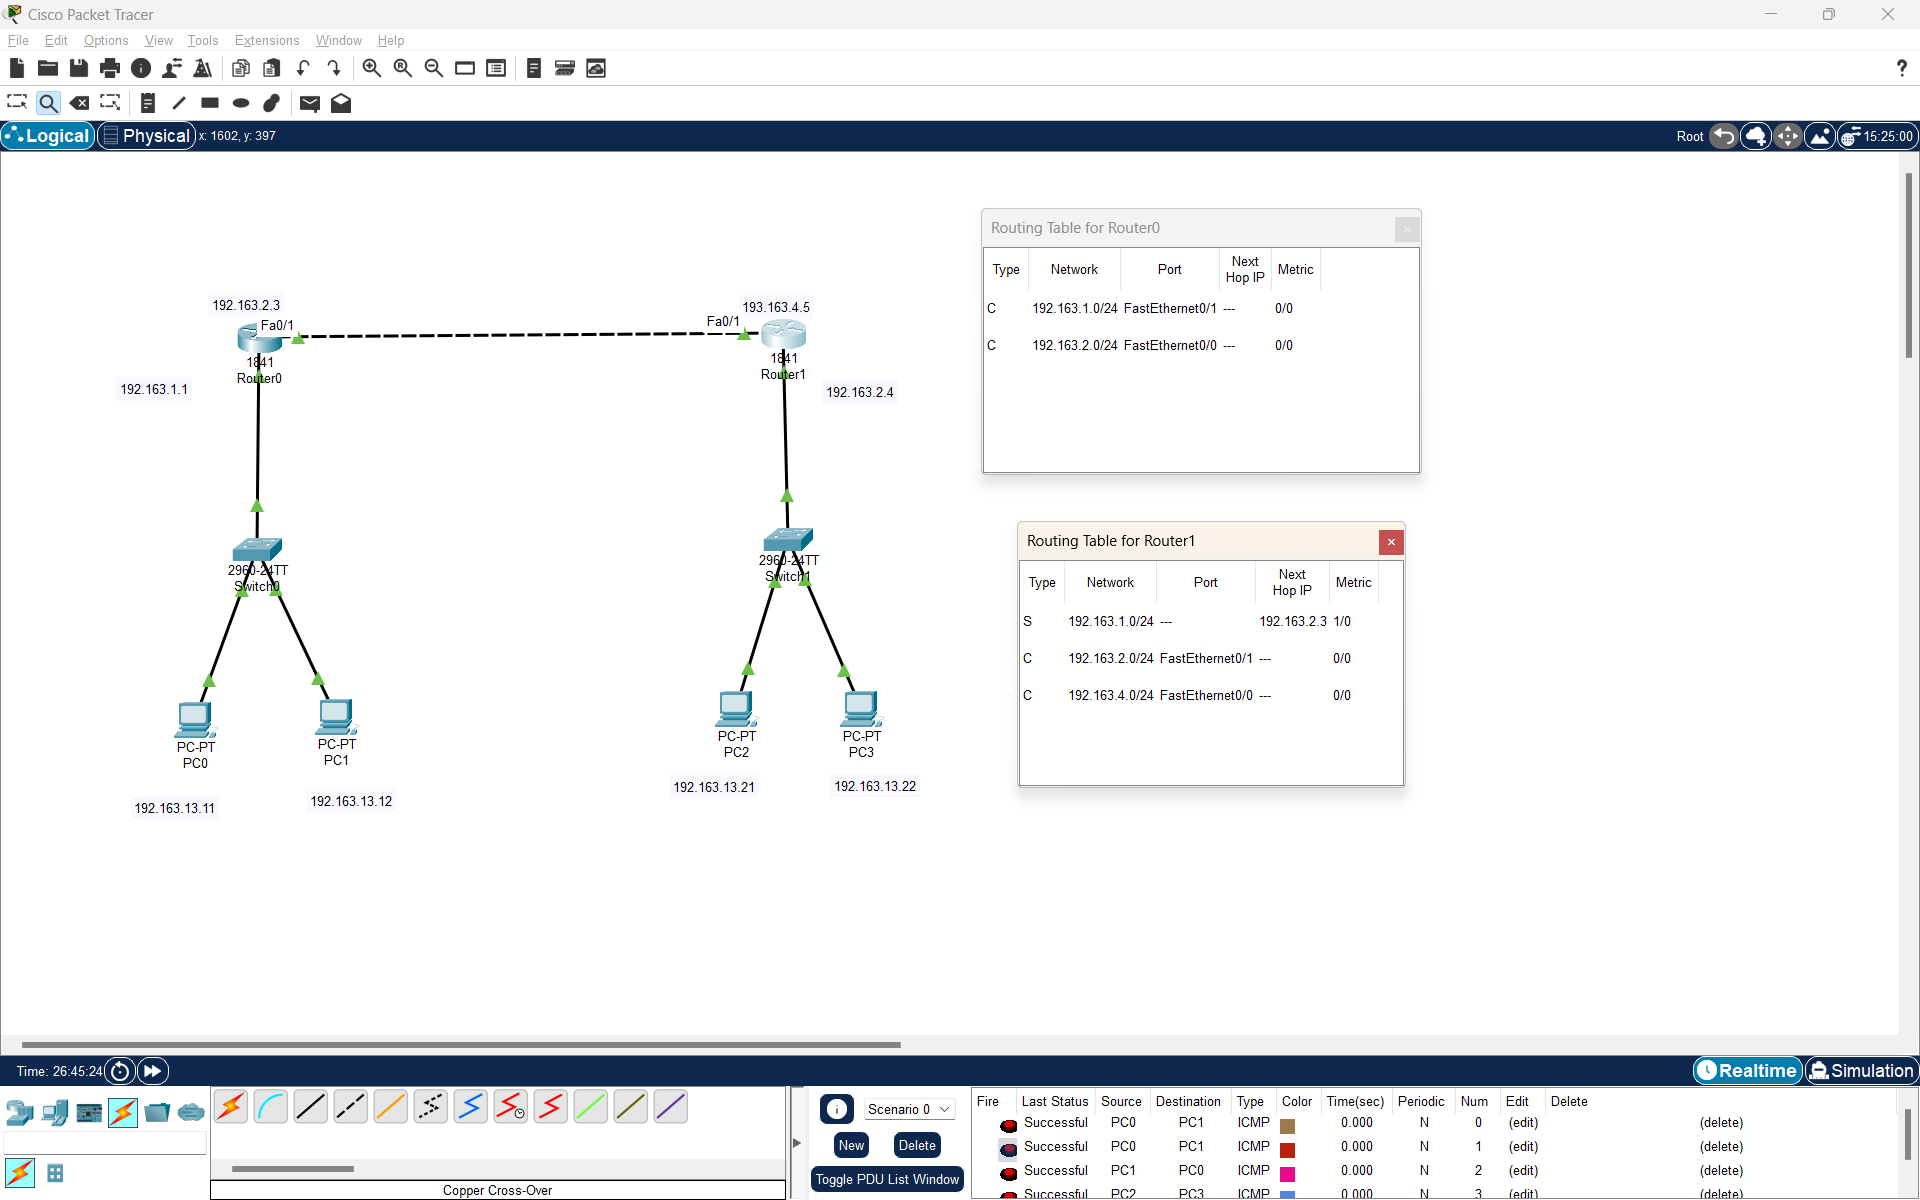 Cisco Packet Tracer
File Edit Options View Tools Extensions Window Help
Logical Physical x: 1602, y: 397 Root 15:25:00
192.163.2.3
Fa0/1
1841
Router0
192.163.1.1
193.163.4.5
Fa0/1
1841
Router1
192.163.2.4
2960-24TT
Switch0
2960-24TT
Switch1
PC-PT
PC0
PC-PT
PC1
PC-PT
PC2
PC-PT
PC3
192.163.13.11
192.163.13.12
192.163.13.21
192.163.13.22
Routing Table for Router0
Type Network Port Next Hop IP Metric
C 192.163.1.0/24 FastEthernet0/1 --- 0/0
C 192.163.2.0/24 FastEthernet0/0 --- 0/0
Routing Table for Router1
Type Network Port Next Hop IP Metric
S 192.163.1.0/24 --- 192.163.2.3 1/0
C 192.163.2.0/24 FastEthernet0/1 --- 0/0
C 192.163.4.0/24 FastEthernet0/0 --- 0/0
Time: 26:45:24 Realtime Simulation
Copper Cross-Over
Scenario 0
New Delete
Toggle PDU List Window
Fire Last Status Source Destination Type Color Time(sec) Periodic Num Edit Delete
Successful PC0 PC1 ICMP 0.000 N 0 (edit) (delete)
Successful PC0 PC1 ICMP 0.000 N 1 (edit) (delete)
Successful PC1 PC0 ICMP 0.000 N 2 (edit) (delete)
Successful PC2 PC3 ICMP 0.000 N 3 (edit) (delete)